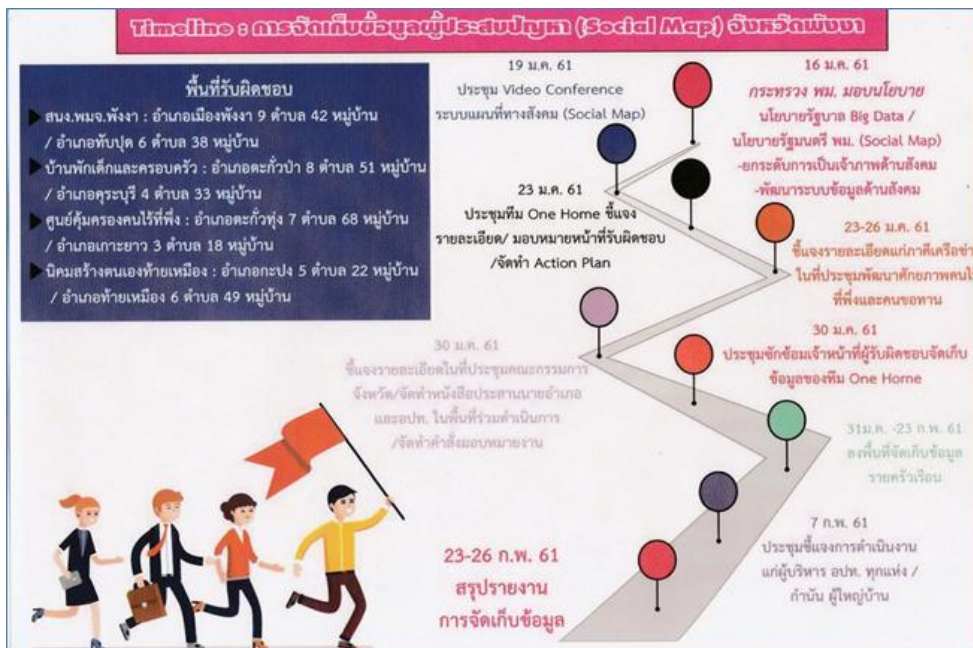 Timeline : การจัดเก็บข้อมูลผู้ประสบปัญหา (Social Map) จังหวัดพังงา
พื้นที่รับผิดชอบ
สนง.พมจ.พังงา : อำเภอเมืองพังงา 9 ตำบล 42 หมู่บ้าน
/ อำเภอทับปุด 6 ตำบล 38 หมู่บ้าน
บ้านพักเด็กและครอบครัว : อำเภอตะกั่วป่า 8 ตำบล 51 หมู่บ้าน
/ อำเภอคุระบุรี 4 ตำบล 33 หมู่บ้าน
ศูนย์คุ้มครองคนไร้ที่พึ่ง : อำเภอตะกั่วทุ่ง 7 ตำบล 68 หมู่บ้าน
/ อำเภอเกาะยาว 3 ตำบล 18 หมู่บ้าน
นิคมสร้างตนเองท้ายเหมือง : อำเภอกะปง 5 ตำบล 22 หมู่บ้าน
/ อำเภอท้ายเหมือง 6 ตำบล 49 หมู่บ้าน
16 ม.ค. 61
กระทรวง พม. มอบนโยบาย
นโยบายรัฐบาล Big Data /
นโยบายรัฐมนตรี พม. (Social Map)
-ยกระดับการเป็นเจ้าภาพด้านสังคม
-พัฒนาระบบข้อมูลด้านสังคม
19 ม.ค. 61
ประชุม Video Conference
ระบบแผนที่ทางสังคม (Social Map)
23 ม.ค. 61
ประชุมทีม One Home ชี้แจง
รายละเอียด/ มอบหมายหน้าที่รับผิดชอบ
/จัดทำ Action Plan
23-26 ม.ค. 61
ชี้แจงรายละเอียดแก่ภาคีเครือข่า
ในที่ประชุมพัฒนาศักยภาพคนไ
ที่พึ่งและคนขอทาน
30 ม.ค. 61
ชี้แจงรายละเอียดในที่ประชุมคณะกรรมการ
จังหวัด/จัดทำหนังสือประสานนายอำเภอ
และอปท. ในพื้นที่ร่วมดำเนินการ
/จัดทำคำสั่งมอบหมายงาน
30 ม.ค. 61
ประชุมซักซ้อมเจ้าหน้าที่ผู้รับผิดชอบจัดเก็บ
ข้อมูลของทีม One Home
31ม.ค. -23 ก.พ. 61
ลงพื้นที่จัดเก็บข้อมูล
รายครัวเรือน
7 ก.พ. 61
ประชุมชี้แจงการดำเนินงาน
แก่ผู้บริหาร อปท. ทุกแห่ง /
กำนัน ผู้ใหญ่บ้าน
23-26 ก.พ. 61
สรุปรายงาน
การจัดเก็บข้อมูล